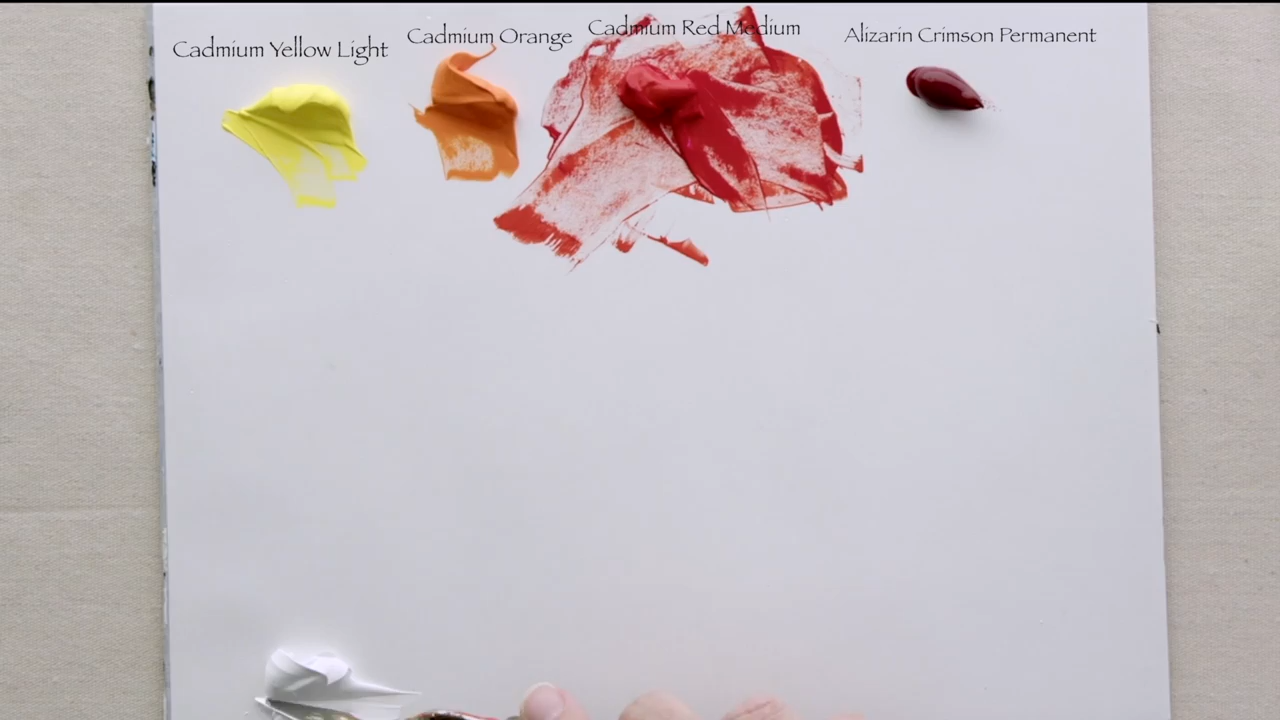 Cadmium Yellow Light
Cadmium Orange
Cadmium Red Medium
Alizarin Crimson Permanent